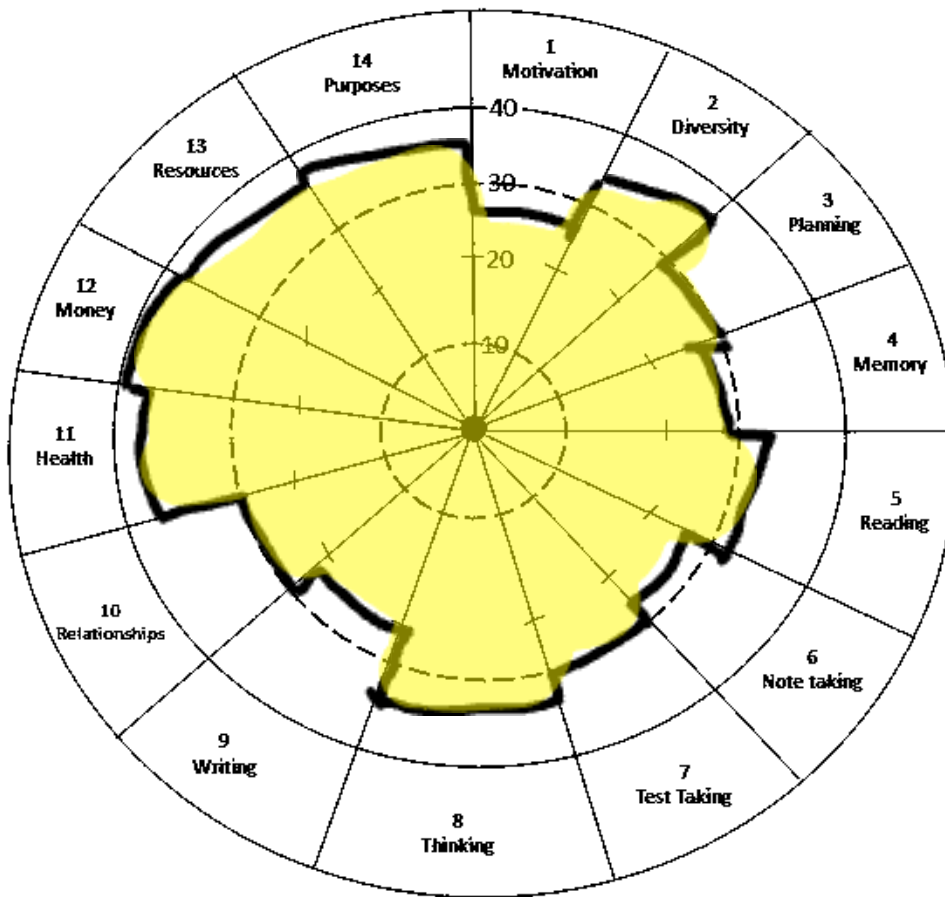 1
Motivation
2
Diversity
3
Planning
4
Memory
5
Reading
6
Note taking
7
Test Taking
8
Thinking
9
Writing
10
Relationships
11
Health
12
Money
13
Resources
14
Purposes
40
30
20
10